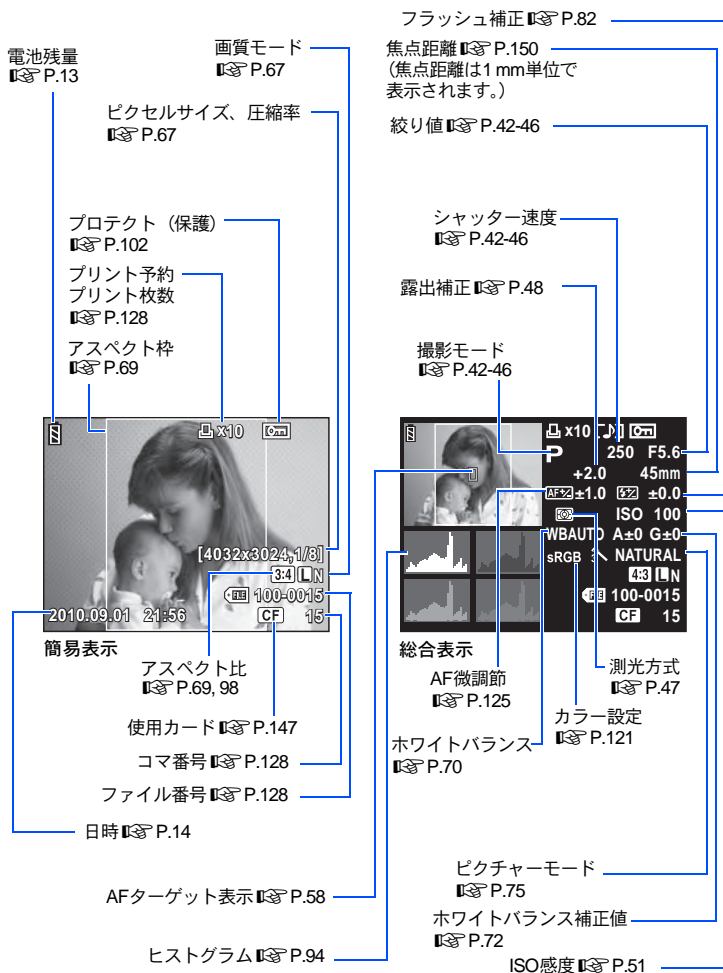 フラッシュ補正☞P.82
電池残量
☞P.13
画質モード
☞P.67
焦点距離☞P.150
（焦点距離は1 mm単位で
表示されます。）
ピクセルサイズ、圧縮率
☞P.67
絞り値☞P.42-46
プロテクト（保護）
☞P.102
シャッター速度
☞P.42-46
プリント予約
プリント枚数
☞P.128
露出補正☞P.48
アスペクト枠
☞P.69
撮影モード
☞P.42-46
x10
[4032x3024,1/8]
3:4 L N
FILE 100-0015
2010.09.01 21:56 CF 15
簡易表示
x10
P 250 F5.6
+2.0 45mm
AF+/- ±1.0 ±0.0
ISO 100
WBAUTO A±0 G±0
sRGB NATURAL
4:3 L N
FILE 100-0015
CF 15
総合表示
アスペクト比
☞P.69, 98
使用カード☞P.147
コマ番号☞P.128
ファイル番号☞P.128
日時☞P.14
AF微調節
☞P.125
測光方式
☞P.47
カラー設定
☞P.121
ホワイトバランス
☞P.70
AFターゲット表示☞P.58
ヒストグラム☞P.94
ピクチャーモード
☞P.75
ホワイトバランス補正値
☞P.72
ISO感度☞P.51